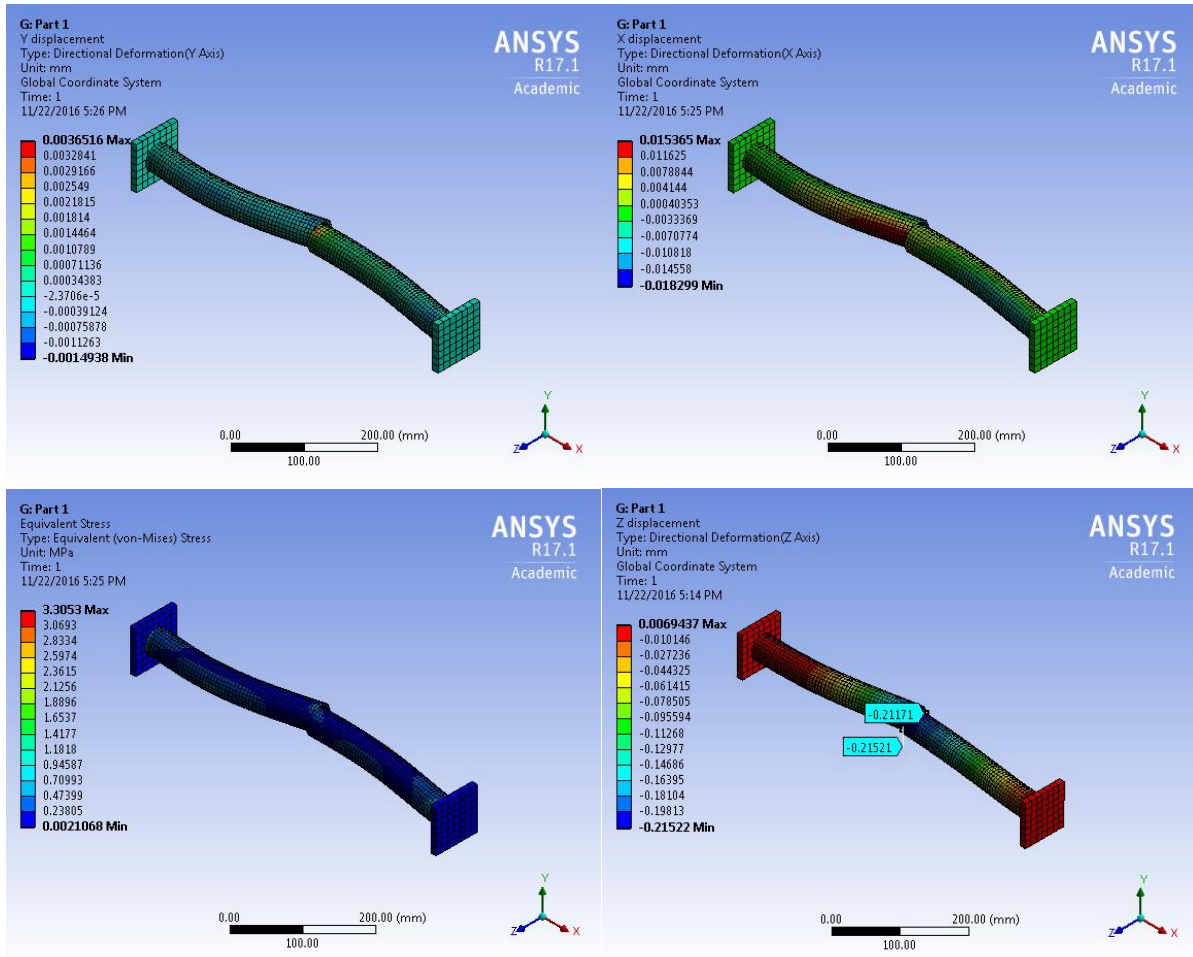 G: Part 1
Y displacement
Type: Directional Deformation(Y Axis)
Unit: mm
Global Coordinate System
Time: 1
11/22/2016 5:26 PM
ANSYS
R17.1
Academic
0.0036516 Max
0.0032841
0.0029166
0.002549
0.0021815
0.001814
0.0014464
0.0010789
0.00071136
0.00034383
-2.3706e-5
-0.00039124
-0.00075878
-0.0011263
-0.0014938 Min
0.00
200.00 (mm)
100.00
Y
Z
X
G: Part 1
X displacement
Type: Directional Deformation(X Axis)
Unit: mm
Global Coordinate System
Time: 1
11/22/2016 5:25 PM
ANSYS
R17.1
Academic
0.015365 Max
0.011625
0.0078844
0.004144
0.00040353
-0.0033369
-0.0070774
-0.010818
-0.014558
-0.018299 Min
0.00
200.00 (mm)
100.00
Y
Z
X
G: Part 1
Equivalent Stress
Type: Equivalent (von-Mises) Stress
Unit: MPa
Time: 1
11/22/2016 5:25 PM
ANSYS
R17.1
Academic
3.3053 Max
3.0693
2.8334
2.5974
2.3615
2.1256
1.8896
1.6537
1.4177
1.1818
0.94587
0.70993
0.47399
0.23805
0.0021068 Min
0.00
200.00 (mm)
100.00
Y
Z
X
G: Part 1
Z displacement
Type: Directional Deformation(Z Axis)
Unit: mm
Global Coordinate System
Time: 1
11/22/2016 5:14 PM
ANSYS
R17.1
Academic
0.0069437 Max
-0.010146
-0.027236
-0.044325
-0.061415
-0.078505
-0.095594
-0.11268
-0.12977
-0.14686
-0.16395
-0.18104
-0.19813
-0.21522 Min
-0.21171
-0.21521
0.00
200.00 (mm)
100.00
Y
Z
X